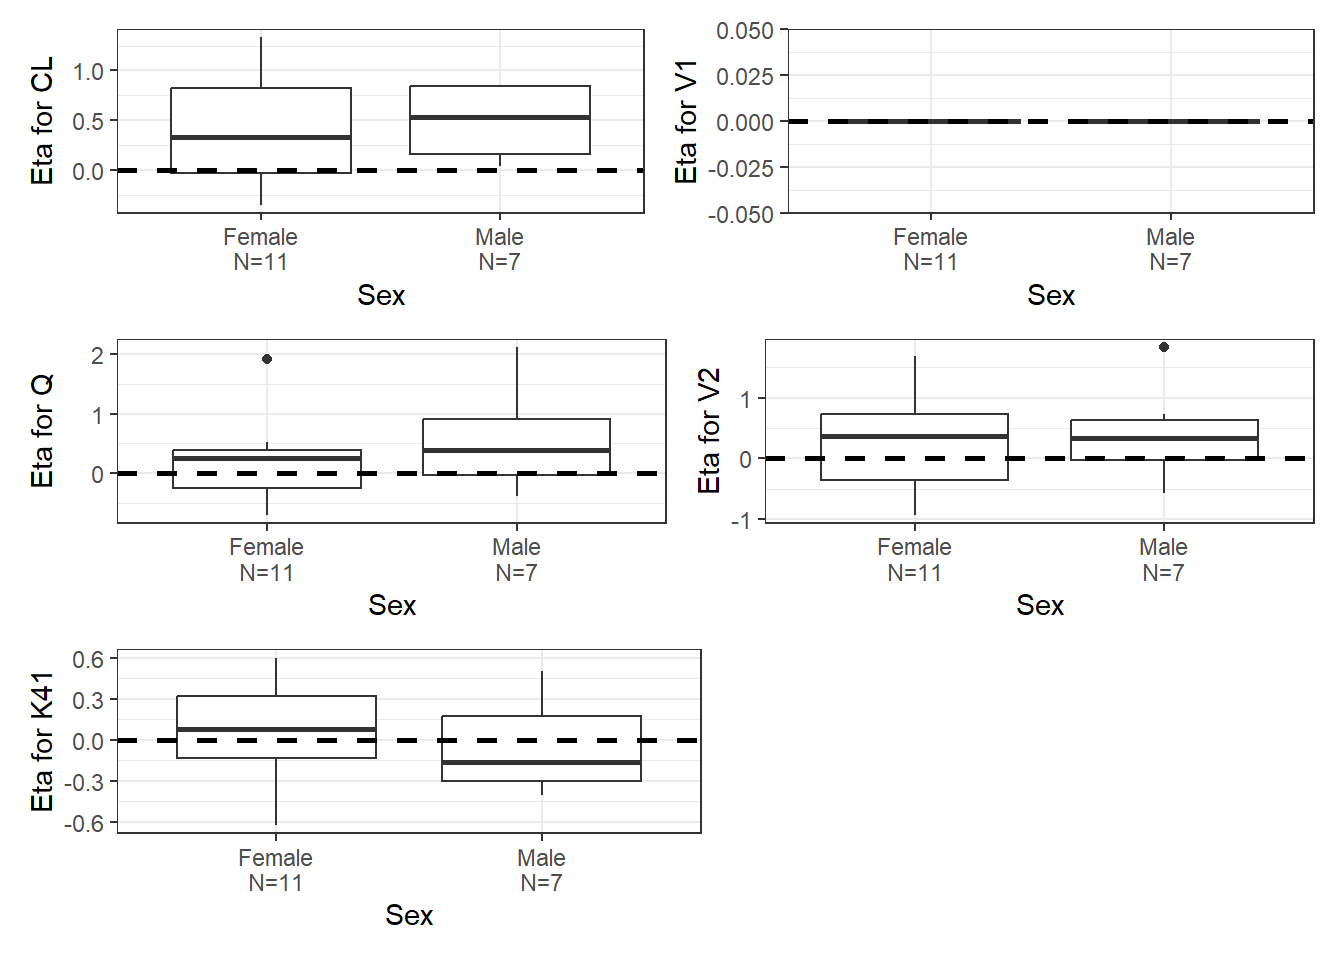 Eta for CL
1.0
0.5
0.0
Female
N=11
Male
N=7
Sex
Eta for V1
0.050
0.025
0.000
-0.025
-0.050
Female
N=11
Male
N=7
Sex
Eta for Q
2
1
0
Female
N=11
Male
N=7
Sex
Eta for V2
1
0
-1
Female
N=11
Male
N=7
Sex
Eta for K41
0.6
0.3
0.0
-0.3
-0.6
Female
N=11
Male
N=7
Sex